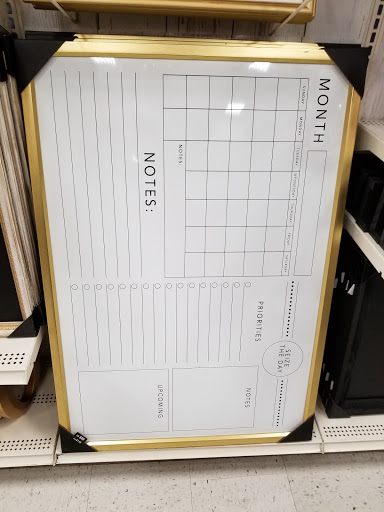 MONTH
SUNDAY MONDAY TUESDAY WEDNESDAY THURSDAY FRIDAY SATURDAY
NOTES
NOTES:
SEIZE
THE DAY
PRIORITIES
NOTES
UPCOMING